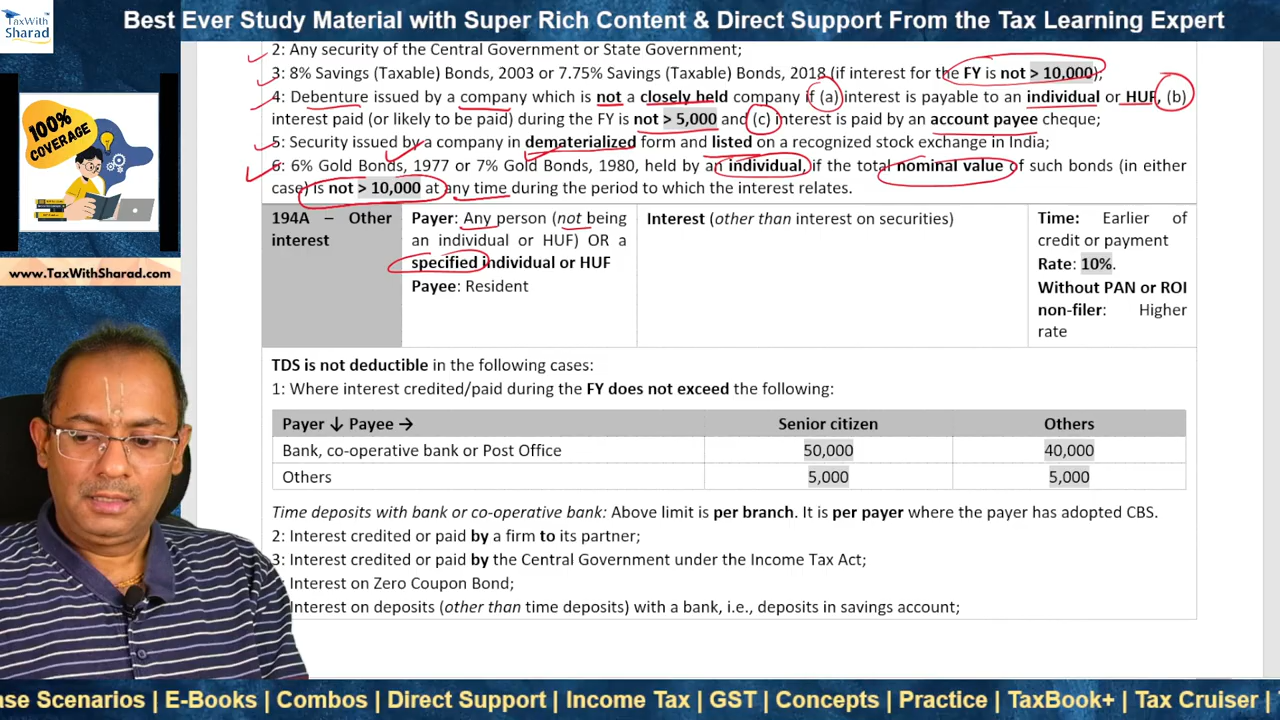 Best Ever Study Material with Super Rich Content & Direct Support From the Tax Learning Expert
TaxWith
Sharad
100%
COVERAGE
www.TaxWithSharad.com
2: Any security of the Central Government or State Government;
3: 8% Savings (Taxable) Bonds, 2003 or 7.75% Savings (Taxable) Bonds, 2018 (if interest for the FY is not > 10,000);
4: Debenture issued by a company which is not a closely held company if (a) interest is payable to an individual or HUF, (b)
interest paid (or likely to be paid) during the FY is not > 5,000 and (c) interest is paid by an account payee cheque;
5: Security issued by a company in dematerialized form and listed on a recognized stock exchange in India;
6: 6% Gold Bonds, 1977 or 7% Gold Bonds, 1980, held by an individual, if the total nominal value of such bonds (in either
case) is not > 10,000 at any time during the period to which the interest relates.
194A – Other
interest
Payer: Any person (not being
an individual or HUF) OR a
specified individual or HUF
Payee: Resident
Interest (other than interest on securities)
Time: Earlier of
credit or payment
Rate: 10%.
Without PAN or ROI
non-filer: Higher
rate
TDS is not deductible in the following cases:
1: Where interest credited/paid during the FY does not exceed the following:
Payer ↓ Payee → Senior citizen Others
Bank, co-operative bank or Post Office 50,000 40,000
Others 5,000 5,000
Time deposits with bank or co-operative bank: Above limit is per branch. It is per payer where the payer has adopted CBS.
2: Interest credited or paid by a firm to its partner;
3: Interest credited or paid by the Central Government under the Income Tax Act;
: Interest on Zero Coupon Bond;
Interest on deposits (other than time deposits) with a bank, i.e., deposits in savings account;
ase Scenarios | E-Books | Combos | Direct Support | Income Tax | GST | Concepts | Practice | TaxBook+ | Tax Cruiser |